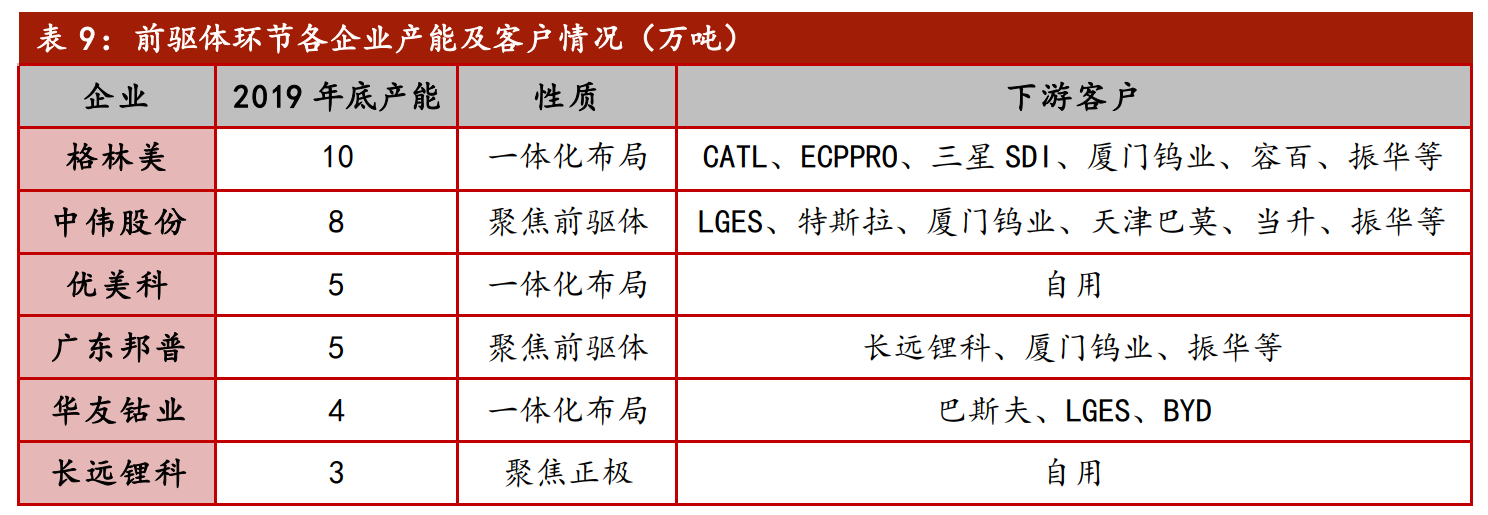 表 9：前驱体环节各企业产能及客户情况（万吨）
企业 2019 年底产能 性质 下游客户
格林美 10 一体化布局 CATL、ECPPRO、三星 SDI、厦门钨业、容百、振华等
中伟股份 8 聚焦前驱体 LGES、特斯拉、厦门钨业、天津巴莫、当升、振华等
优美科 5 一体化布局 自用
广东邦普 5 聚焦前驱体 长远锂科、厦门钨业、振华等
华友钴业 4 一体化布局 巴斯夫、LGES、BYD
长远锂科 3 聚焦正极 自用